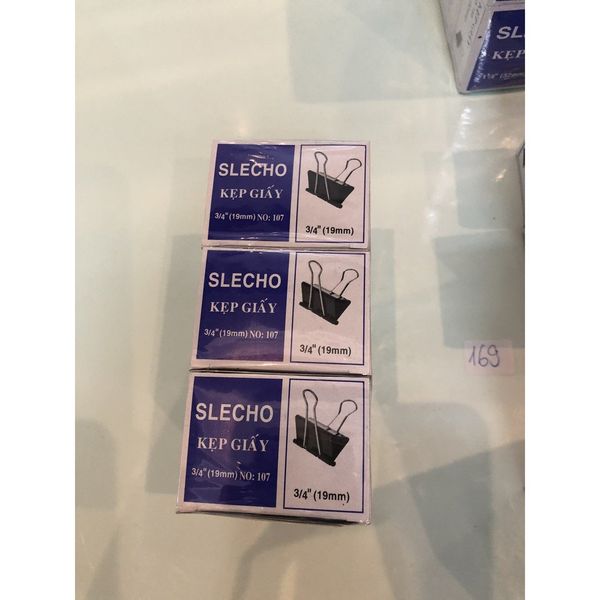 SLECHO
KẸP GIẤY
3/4" (19mm) NO: 107
3/4" (19mm)
SLECHO
KẸP GIẤY
3/4" (19mm) NO: 107
3/4" (19mm)
SLECHO
KẸP GIẤY
3/4" (19mm) NO: 107
3/4" (19mm)
SL
KẸP
169